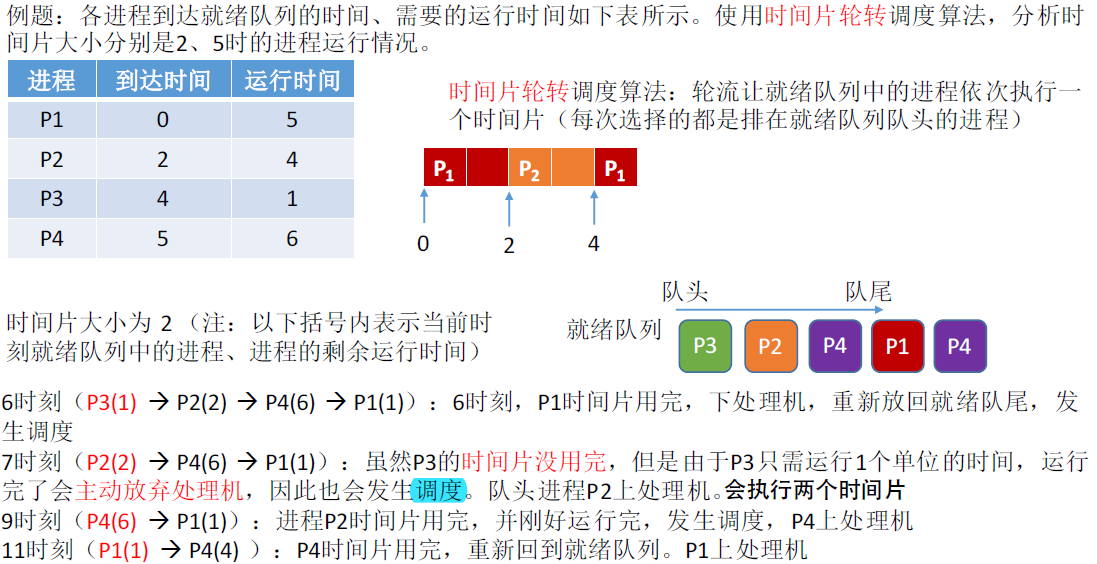 例题：各进程到达就绪队列的时间、需要的运行时间如下表所示。使用时间片轮转调度算法，分析时
间片大小分别是2、5时的进程运行情况。
进程 到达时间 运行时间
P1 0 5
P2 2 4
P3 4 1
P4 5 6
时间片轮转调度算法：轮流让就绪队列中的进程依次执行一
个时间片（每次选择的都是排在就绪队列队头的进程）
P1 P2 P1
0 2 4
队头 队尾
就绪队列 P3 P2 P4 P1 P4
时间片大小为 2 （注：以下括号内表示当前时
刻就绪队列中的进程、进程的剩余运行时间）
6时刻（P3(1) → P2(2) → P4(6) → P1(1)）：6时刻，P1时间片用完，下处理机，重新放回就绪队尾，发
生调度
7时刻（P2(2) → P4(6) → P1(1)）：虽然P3的时间片没用完，但是由于P3只需运行1个单位的时间，运行
完了会主动放弃处理机，因此也会发生调度。队头进程P2上处理机。会执行两个时间片
9时刻（P4(6) → P1(1)）：进程P2时间片用完，并刚好运行完，发生调度，P4上处理机
11时刻（P1(1) → P4(4) ）：P4时间片用完，重新回到就绪队列。P1上处理机